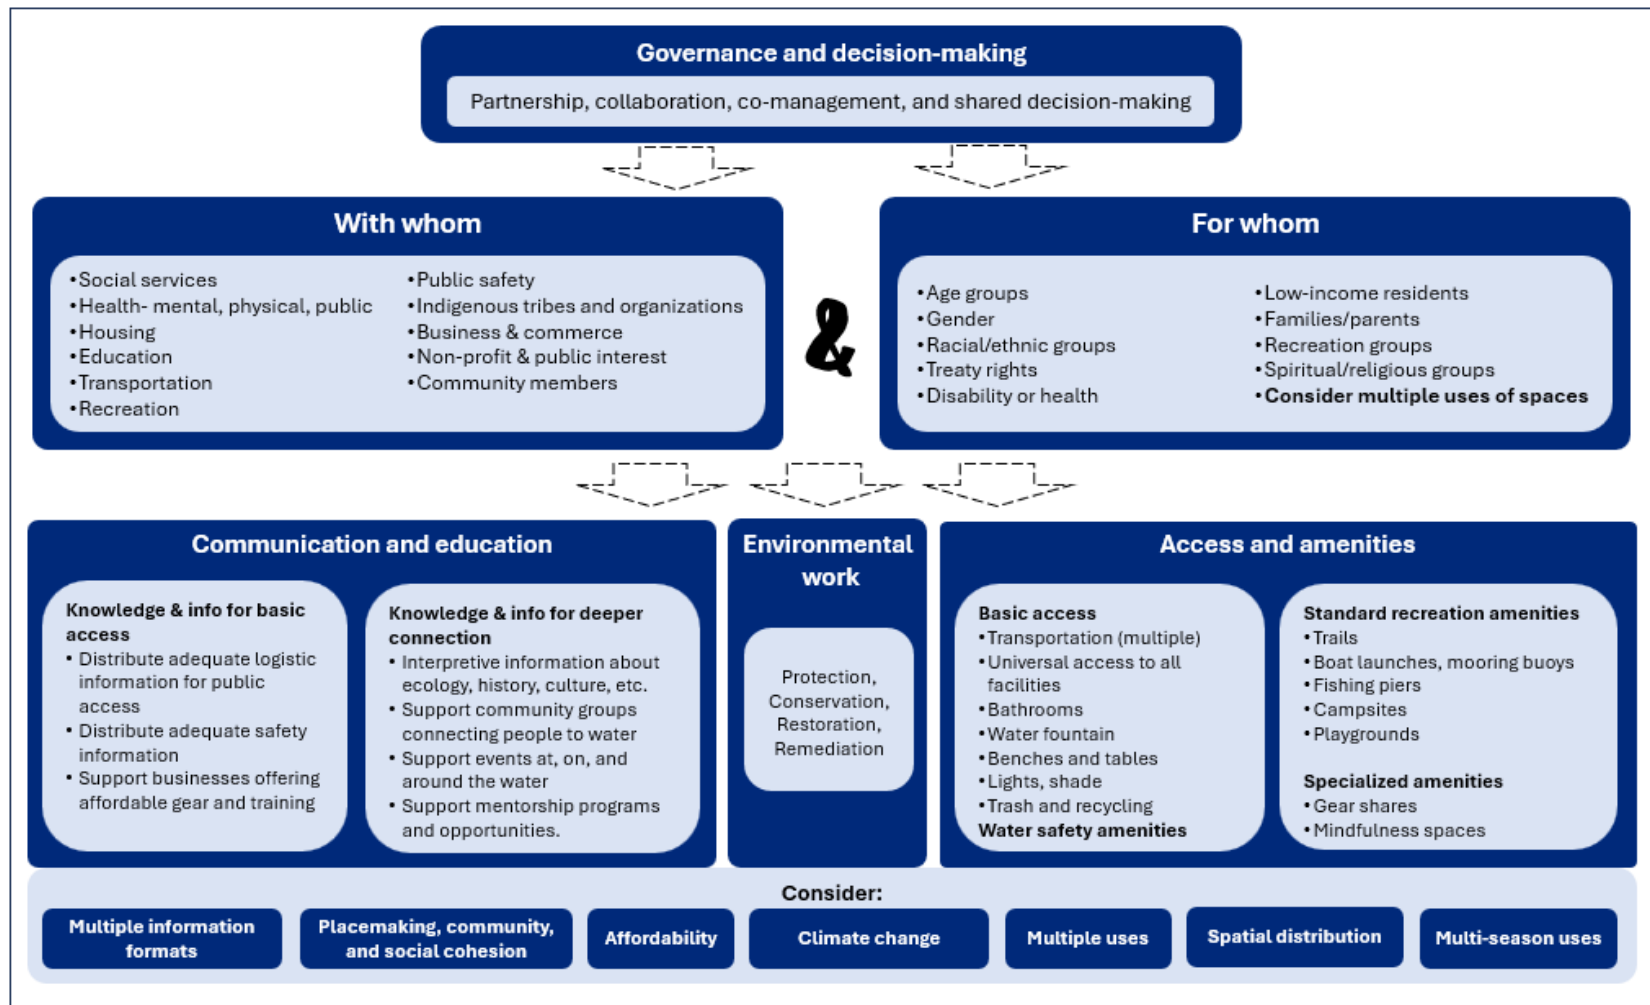 Governance and decision-making
Partnership, collaboration, co-management, and shared decision-making
With whom
•Social services
•Health- mental, physical, public
•Housing
•Education
•Transportation
•Recreation
•Public safety
•Indigenous tribes and organizations
•Business & commerce
•Non-profit & public interest
•Community members
&
For whom
•Age groups
•Gender
•Racial/ethnic groups
•Treaty rights
•Disability or health
•Low-income residents
•Families/parents
•Recreation groups
•Spiritual/religious groups
•Consider multiple uses of spaces
Communication and education
Knowledge & info for basic
access
• Distribute adequate logistic
information for public
access
• Distribute adequate safety
information
• Support businesses offering
affordable gear and training
Knowledge & info for deeper
connection
• Interpretive information about
ecology, history, culture, etc.
• Support community groups
connecting people to water
• Support events at, on, and
around the water
• Support mentorship programs
and opportunities.
Environmental
work
Protection,
Conservation,
Restoration,
Remediation
Access and amenities
Basic access
•Transportation (multiple)
•Universal access to all
facilities
•Bathrooms
•Water fountain
•Benches and tables
•Lights, shade
•Trash and recycling
Water safety amenities
Standard recreation amenities
•Trails
•Boat launches, mooring buoys
•Fishing piers
•Campsites
•Playgrounds
Specialized amenities
•Gear shares
•Mindfulness spaces
Consider:
Multiple information
formats
Placemaking, community,
and social cohesion
Affordability
Climate change
Multiple uses
Spatial distribution
Multi-season uses